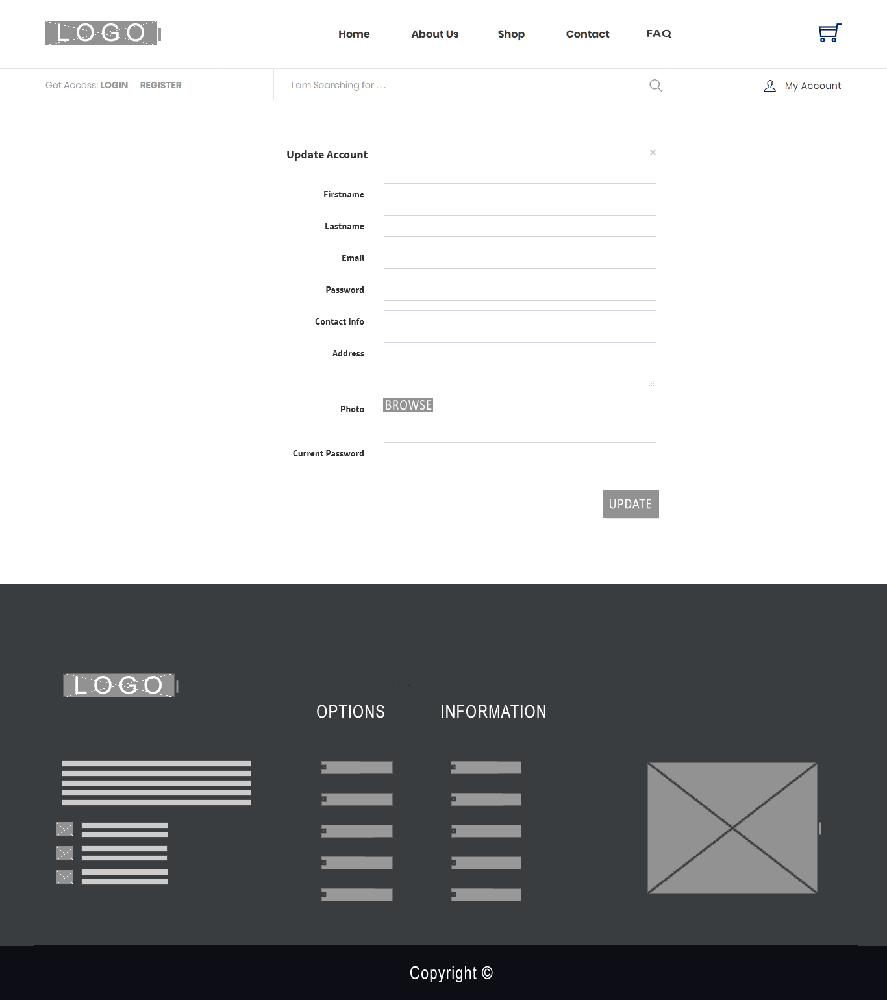 LOGO
Home About Us Shop Contact FAQ
Get Access: LOGIN | REGISTER
I am Searching for . . .
My Account
Update Account ×
Firstname
Lastname
Email
Password
Contact Info
Address
Photo BROWSE
Current Password
UPDATE
LOGO
OPTIONS INFORMATION
Copyright ©